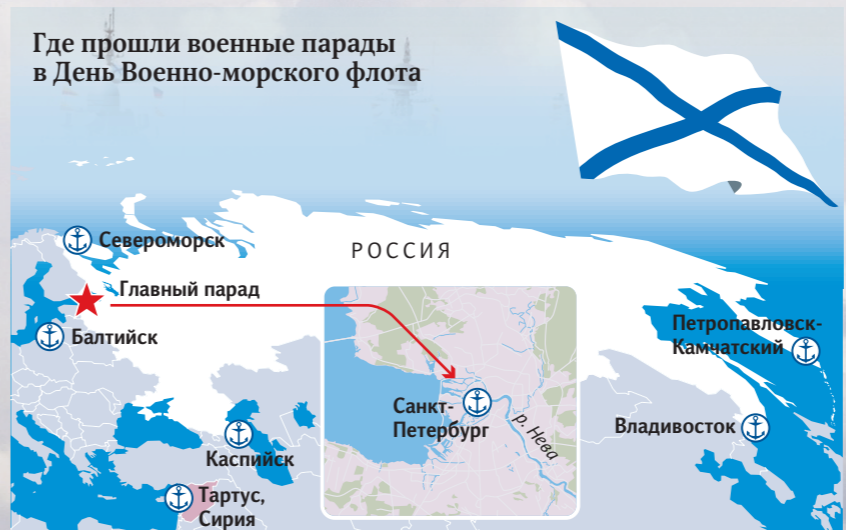 Где прошли военные парады
в День Военно-морского флота
Североморск
РОССИЯ
Главный парад
Балтийск
Петропавловск-
Камчатский
Санкт-
Петербург
р. Нева
Владивосток
Каспийск
Тартус,
Сирия